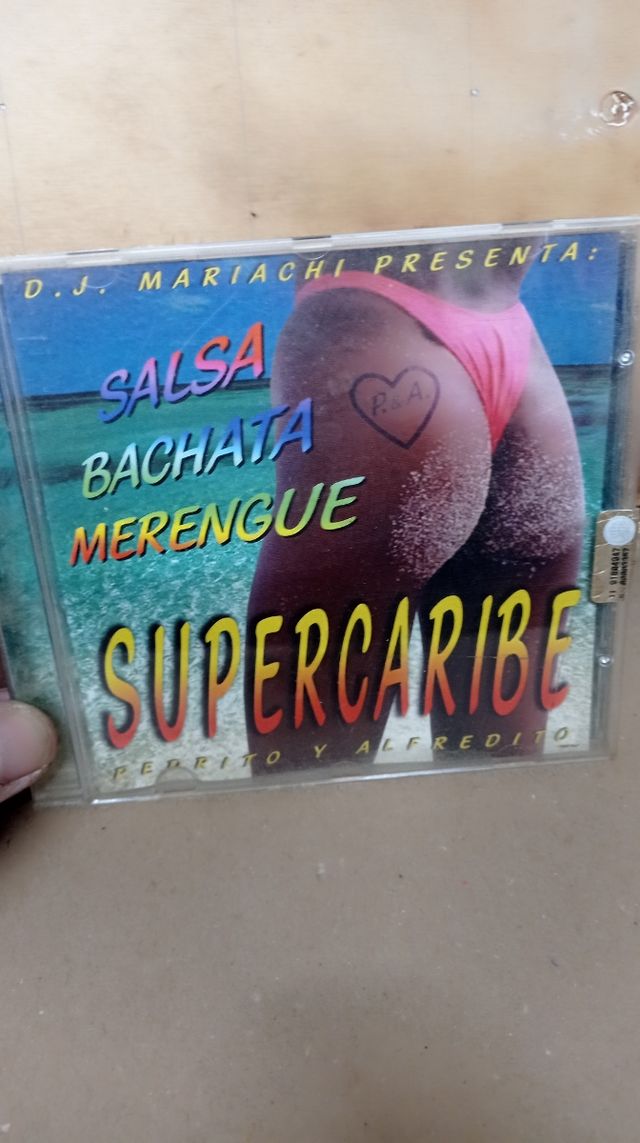 D.J. MARIACHI PRESENTA:
SALSA
BACHATA
MERENGUE
P. & A.
SUPERCARIBE
PEDRITO Y ALFREDITO